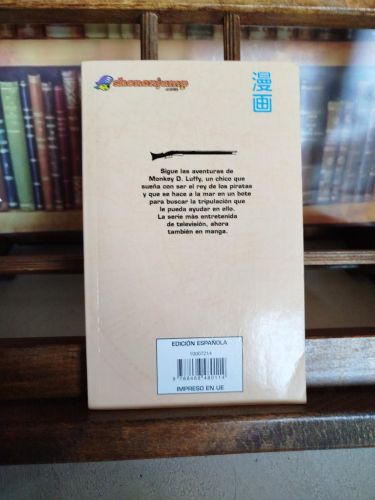 shonenjump
.com
漫画
Sigue las aventuras de
Monkey D. Luffy, un chico que
sueña con ser el rey de los piratas
y que se hace a la mar en un bote
para buscar la tripulación que
le pueda ayudar en ello.
La serie más entretenida
de televisión, ahora
también en manga.
EDICIÓN ESPAÑOLA
10007214
IMPRESO EN UE